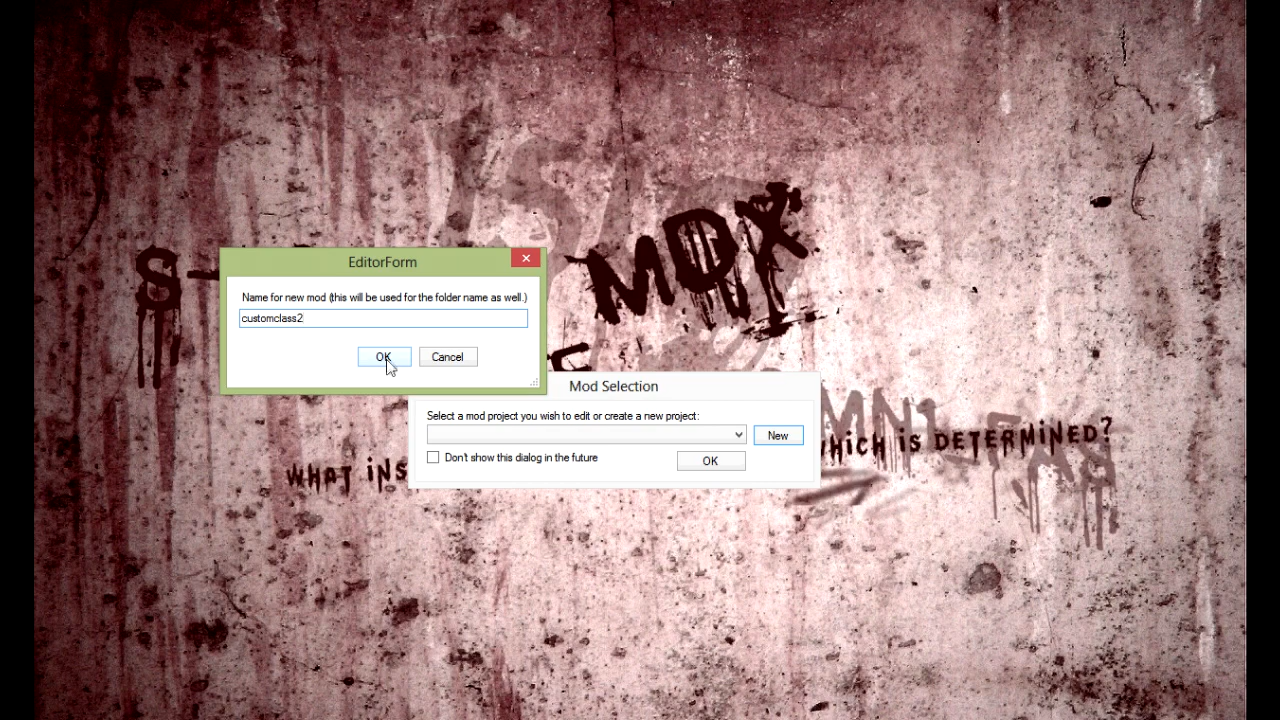 S-
MOX
EditorForm
Name for new mod (this will be used for the folder name as well.)
customclass2
OK Cancel
Mod Selection
Select a mod project you wish to edit or create a new project:
New
Don't show this dialog in the future
OK
WHAT INS
WHICH IS DETERMINED?